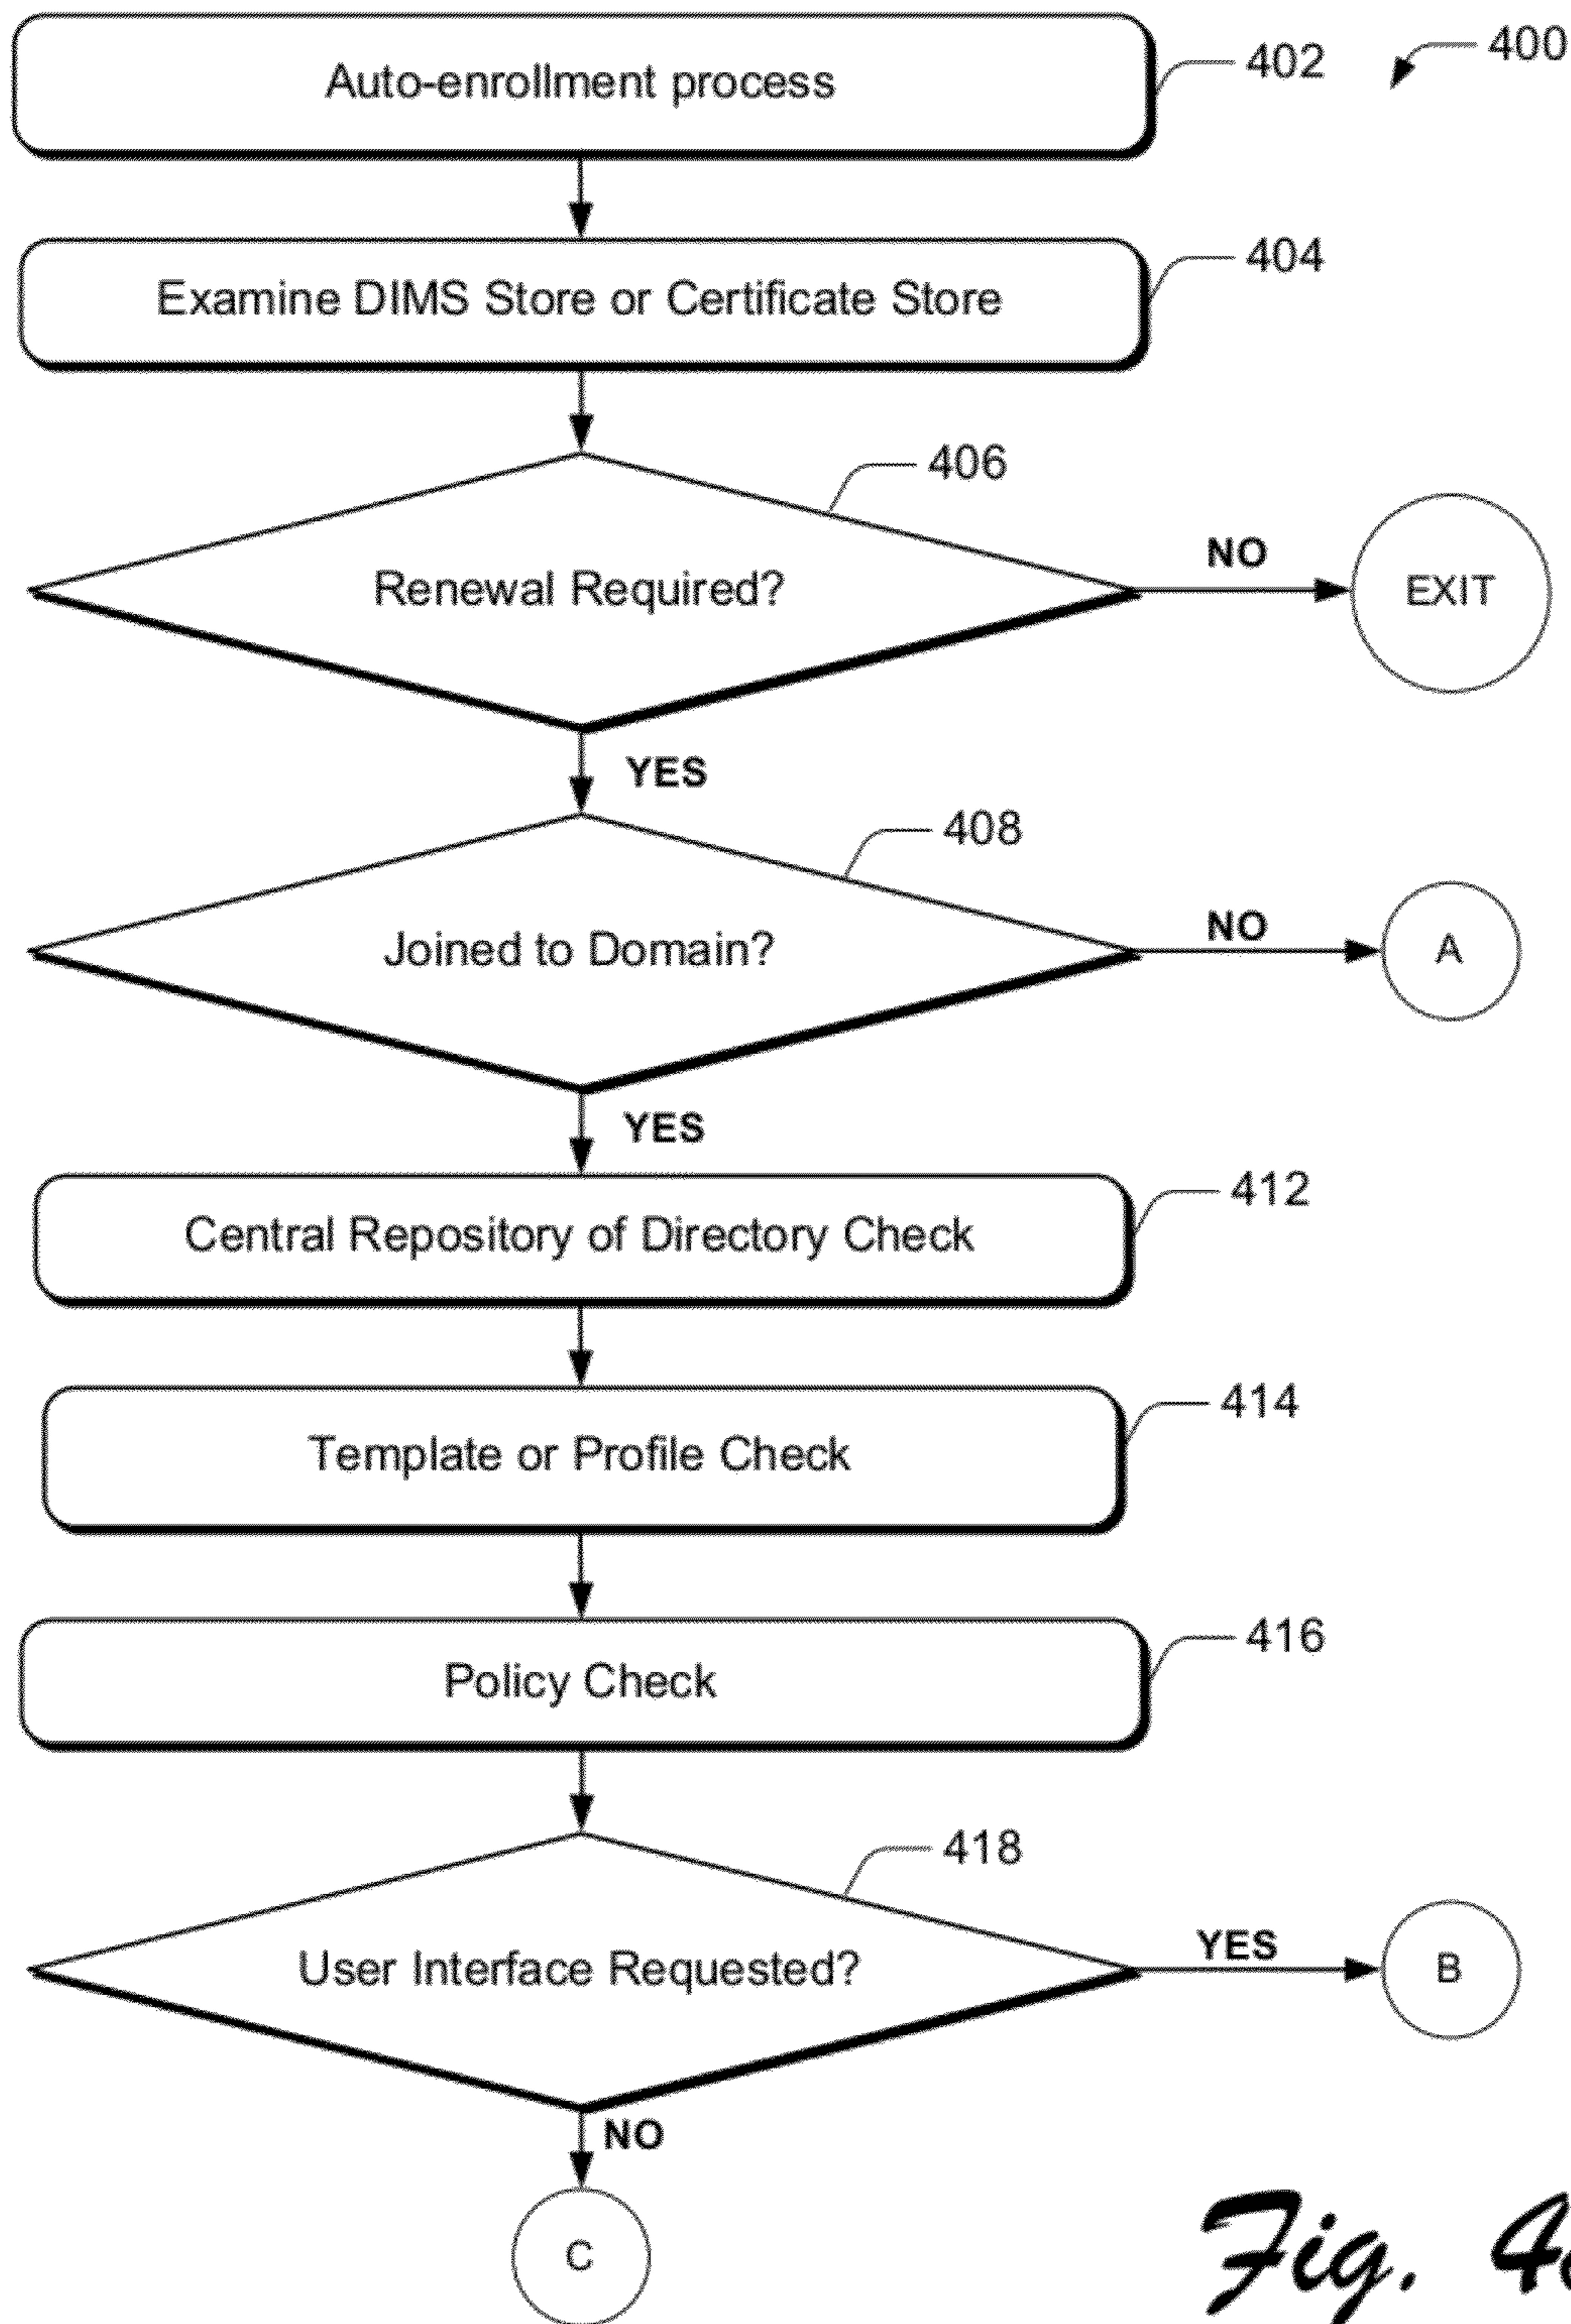 Auto-enrollment process
402
400
Examine DIMS Store or Certificate Store
404
406
Renewal Required?
NO
EXIT
YES
408
Joined to Domain?
NO
A
YES
Central Repository of Directory Check
412
Template or Profile Check
414
Policy Check
416
418
User Interface Requested?
YES
B
NO
C
Fig.